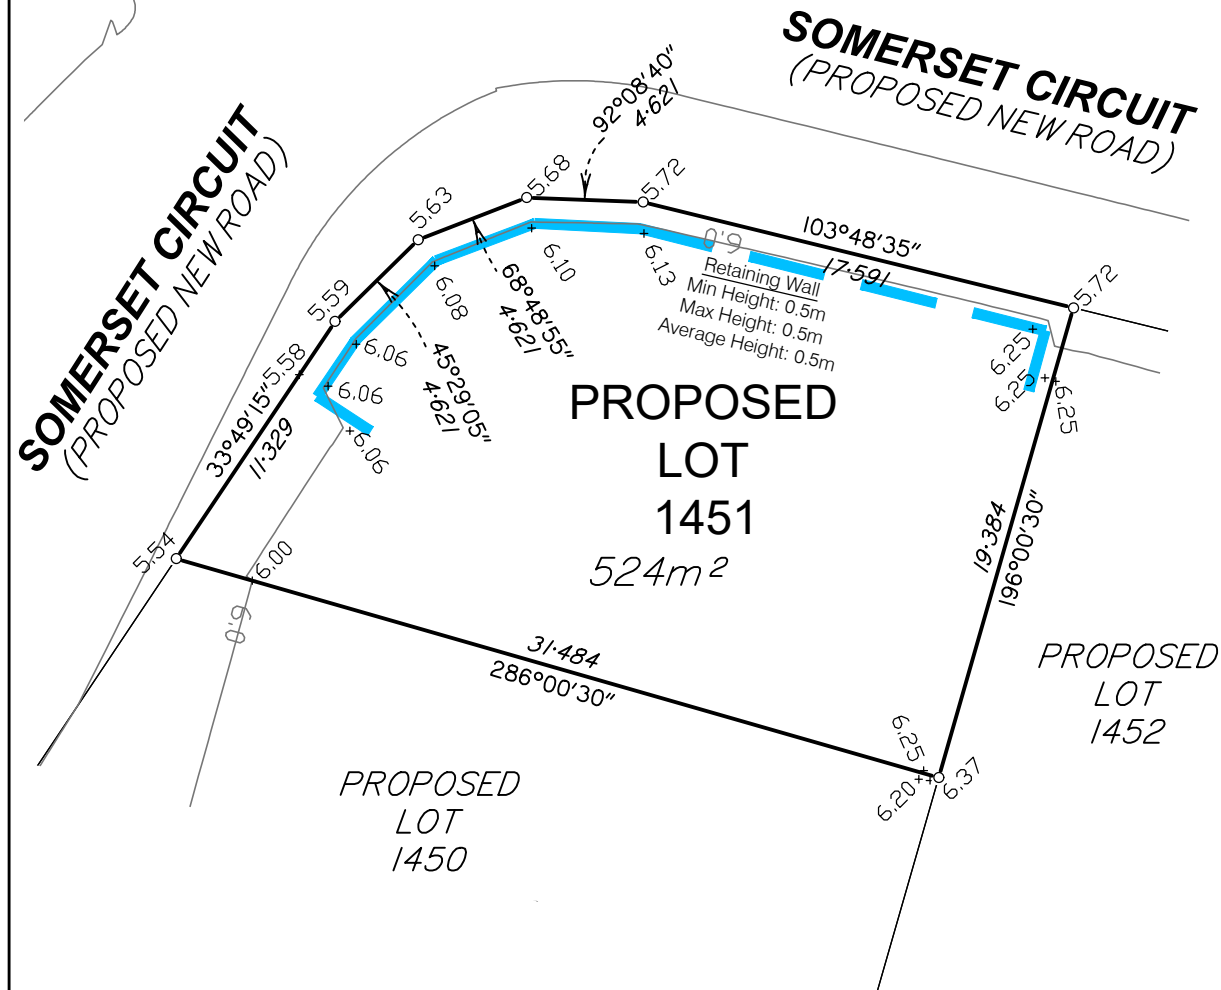 SOMERSET CIRCUIT
(PROPOSED NEW ROAD)
SOMERSET CIRCUIT
(PROPOSED NEW ROAD)
92°08'40"
4·621
5.68
5.72
5.63
103°48'35"
17·591
6.0
5.72
5.59
6.10
6.13
Retaining Wall
Min Height: 0.5m
Max Height: 0.5m
Average Height: 0.5m
68°48'55"
4·621
6.08
5.58
6.06
45°29'05"
4·621
6.06
6.06
6.25
6.25
6.25
33°49'15"
11·329
PROPOSED
LOT
1451
524m²
19·384
196°00'30"
5.54
6.00
6.0
31·484
286°00'30"
PROPOSED
LOT
1452
6.25
6.20
6.37
PROPOSED
LOT
1450